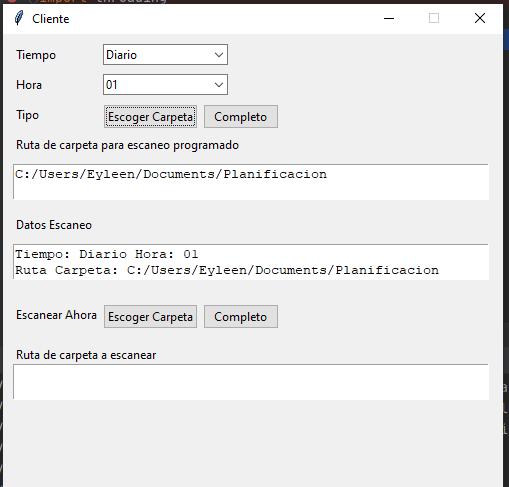 import threading
Cliente
Tiempo Diario
Hora 01
Tipo Escoger Carpeta Completo
Ruta de carpeta para escaneo programado
C:/Users/Eyleen/Documents/Planificacion
Datos Escaneo
Tiempo: Diario Hora: 01
Ruta Carpeta: C:/Users/Eyleen/Documents/Planificacion
Escanear Ahora Escoger Carpeta Completo
Ruta de carpeta a escanear